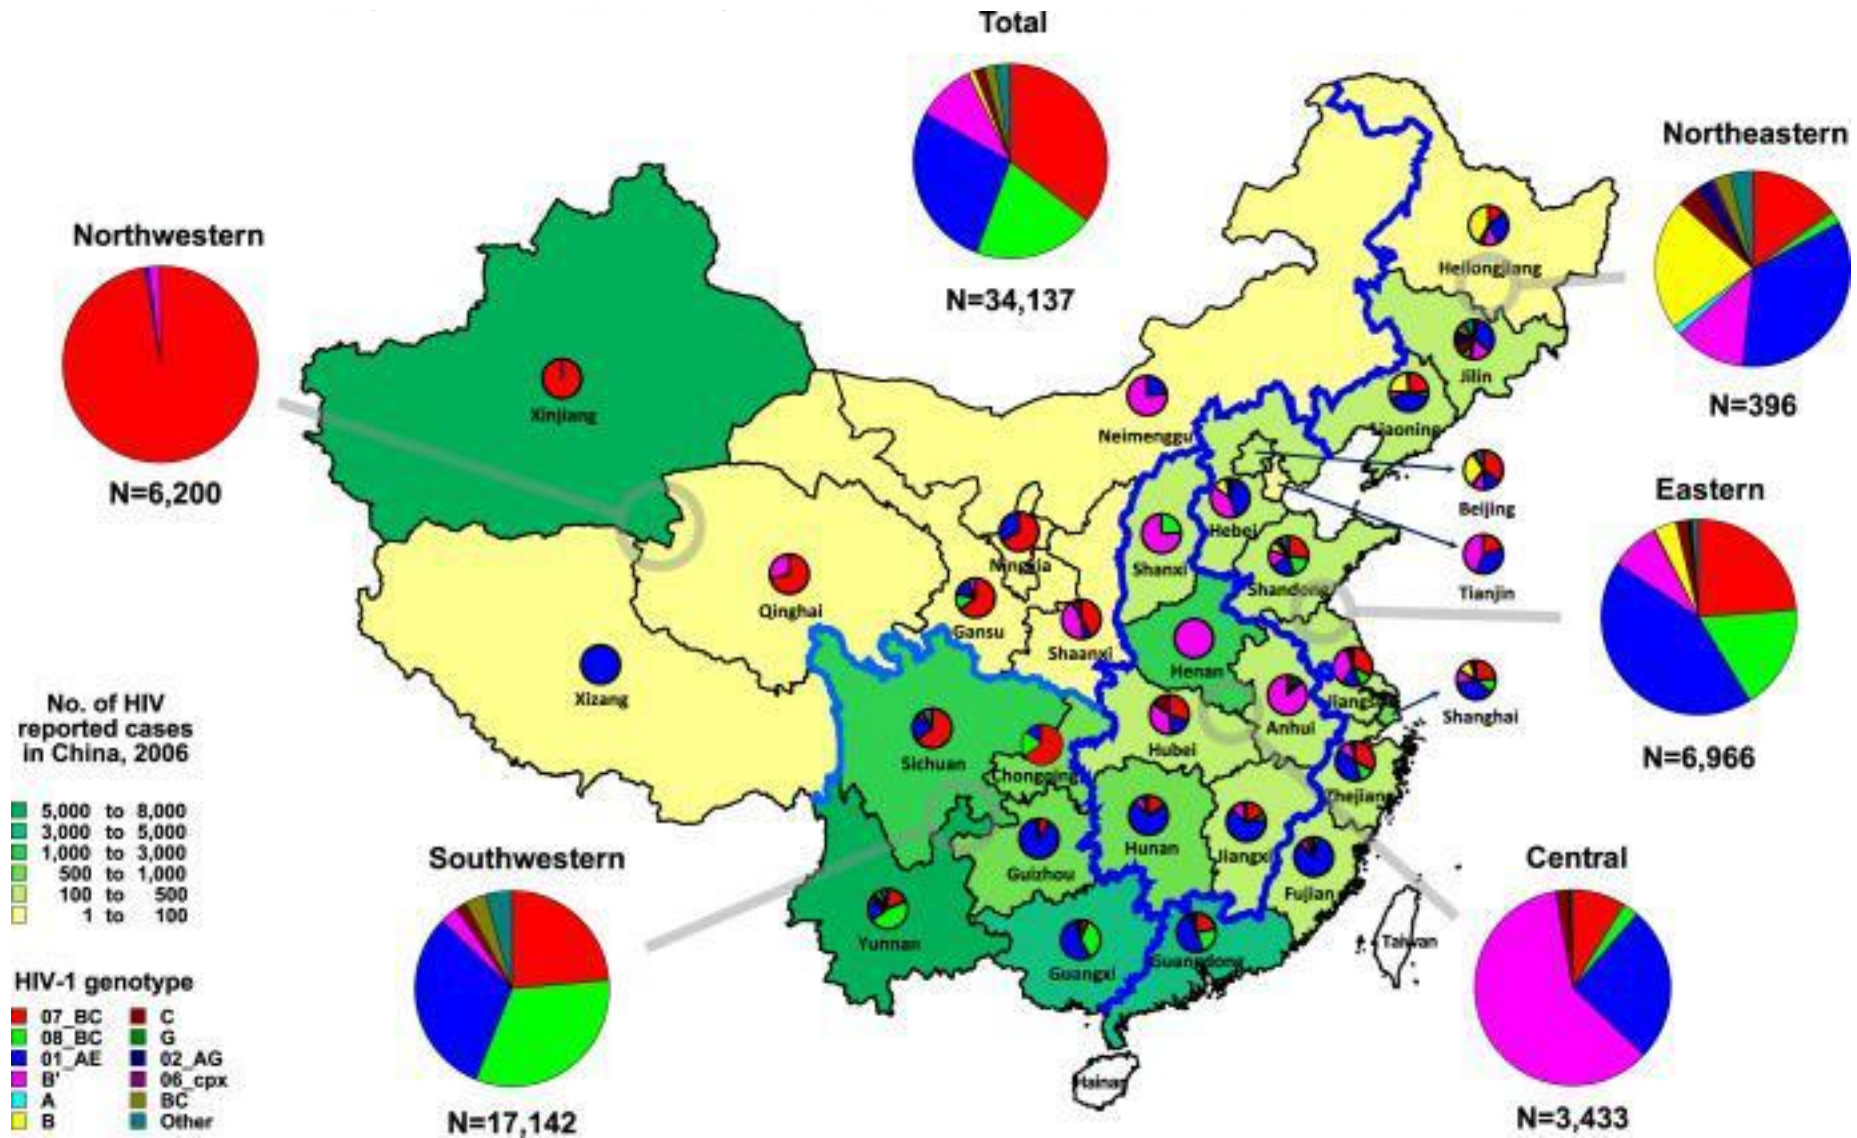 Total
N=34,137
Northeastern
N=396
Northwestern
N=6,200
Eastern
N=6,966
Central
N=3,433
Southwestern
N=17,142
Heilongjiang
Jilin
Liaoning
Xinjiang
Neimenggu
Beijing
Hebei
Tianjin
Ningxia
Shanxi
Shandong
Qinghai
Gansu
Shaanxi
Henan
Xizang
Jiangsu
Anhui
Shanghai
Hubei
Sichuan
Chongqing
Zhejiang
Hunan
Jiangxi
Guizhou
Fujian
Yunnan
Guangxi
Guangdong
Taiwan
Hainan
No. of HIV
reported cases
in China, 2006
5,000 to 8,000
3,000 to 5,000
1,000 to 3,000
500 to 1,000
100 to 500
1 to 100
HIV-1 genotype
07_BC
08_BC
01_AE
B'
A
B
C
G
02_AG
06_cpx
BC
Other